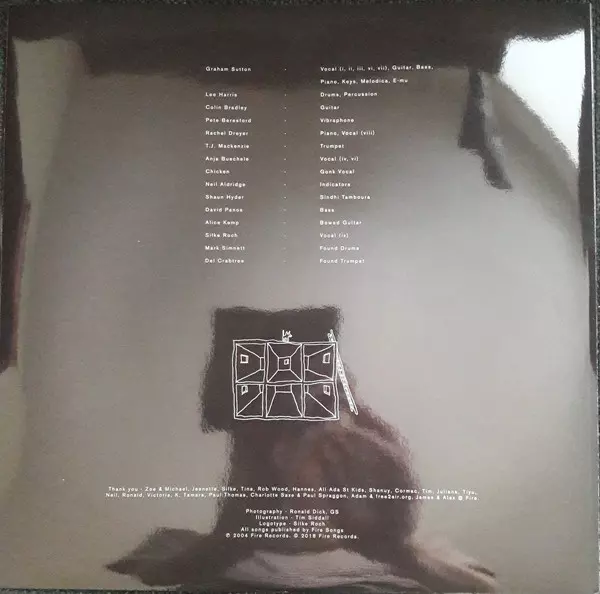 Graham Sutton - Vocal (i, ii, iii, vi, vii), Guitar, Bass,
Piano, Keys, Melodica, E-mu
Lee Harris - Drums, Percussion
Colin Bradley - Guitar
Pete Beresford - Vibraphone
Rachel Dreyer - Piano, Vocal (viii)
T.J. Mackenzie - Trumpet
Anja Buechele - Vocal (iv, vi)
Chicken - Gonk Vocal
Neil Aldridge - Indicators
Shaun Hyder - Sindhi Tamboura
David Panos - Bass
Aline Kemp - Bowed Guitar
Silke Roch - Vocal (ix)
Mark Simnett - Found Drums
Del Crabtree - Found Trumpet
Thank you - Zoe & Michael, Jeanette, Silke, Tina, Rob Wood, Hannes, All Ada St Kids, Shanuy, Cormac, Tim, Juliane, Tiyu,
Neil, Ronald, Victoria, K, Tamara, Paul Thomas, Charlotte Saxe & Paul Spraggon, Adam & free2air.org, James & Alex @ Fire
Photography - Ronald Dick, GS
Illustration - Tim Siddall
Logotype - Silke Roch
All songs published by Fire Songs
© 2004 Fire Records. © 2018 Fire Records.